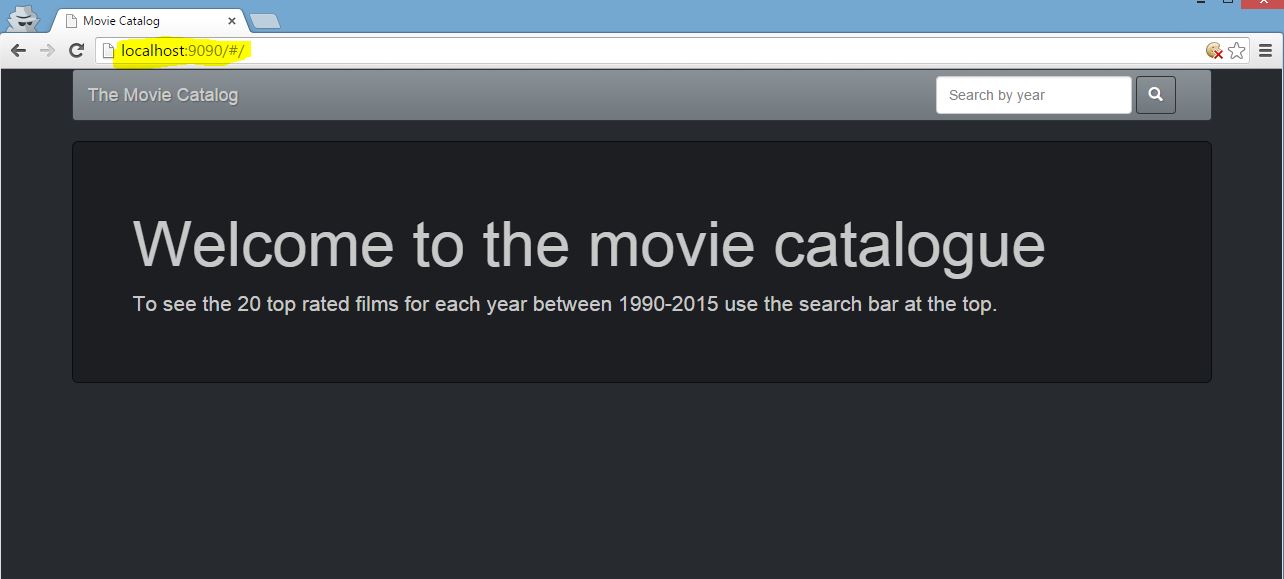 Movie Catalog
localhost:9090/#/
The Movie Catalog
Search by year
Welcome to the movie catalogue
To see the 20 top rated films for each year between 1990-2015 use the search bar at the top.